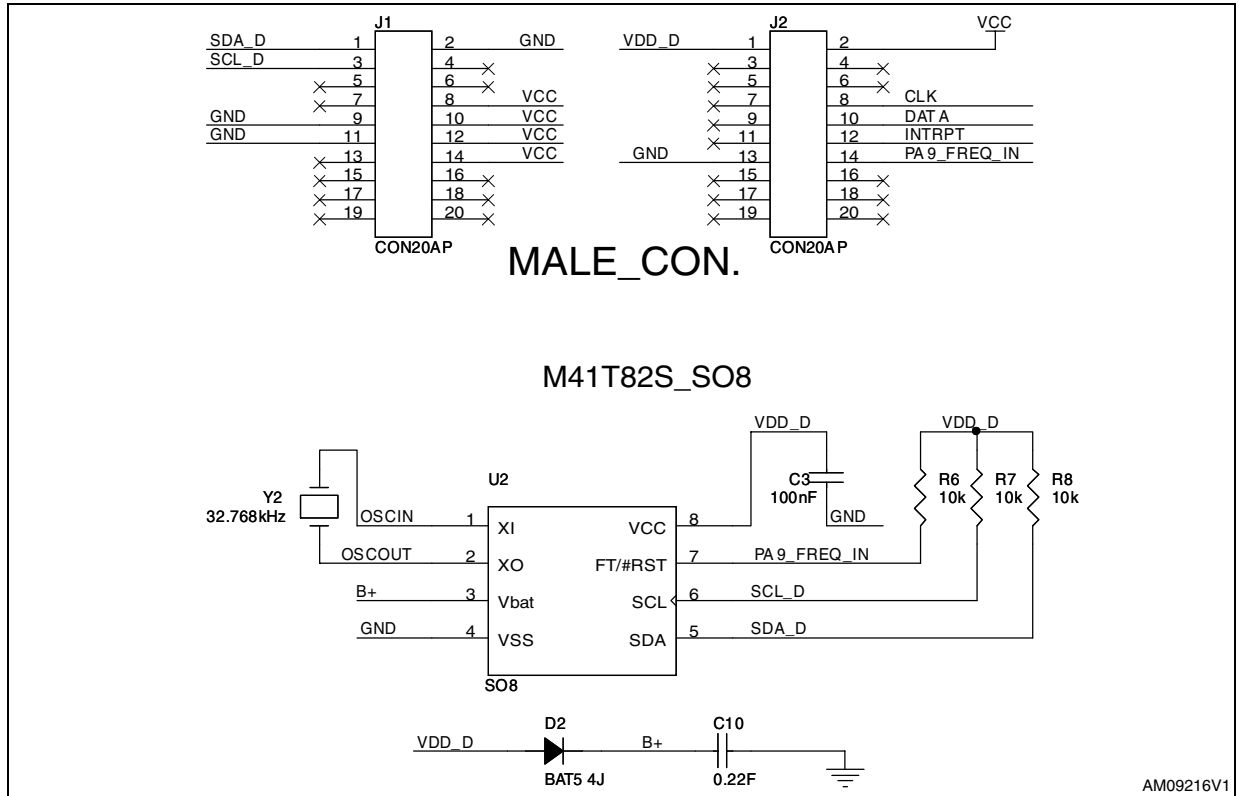 J1 J2 VCC
SDA_D 1 2 GND VDD_D 1 2
SCL_D 3 4 3 4
5 6 5 6
7 8 VCC 7 8 CLK
GND 9 10 VCC 9 10 DATA
GND 11 12 VCC 11 12 INTRPT
13 14 VCC GND 13 14 PA9_FREQ_IN
15 16 15 16
17 18 17 18
19 20 19 20
CON20AP CON20AP
MALE_CON.
M41T82S_SO8
VDD_D VDD_D
U2 C3 R6 R7 R8
Y2 100nF 10k 10k 10k
32.768kHz OSCIN 1 XI VCC 8 GND
OSCOUT 2 XO FT/#RST 7 PA9_FREQ_IN
B+ 3 Vbat SCL 6 SCL_D
GND 4 VSS SDA 5 SDA_D
SO8
D2 C10
VDD_D B+
BAT5 4J 0.22F
AM09216V1